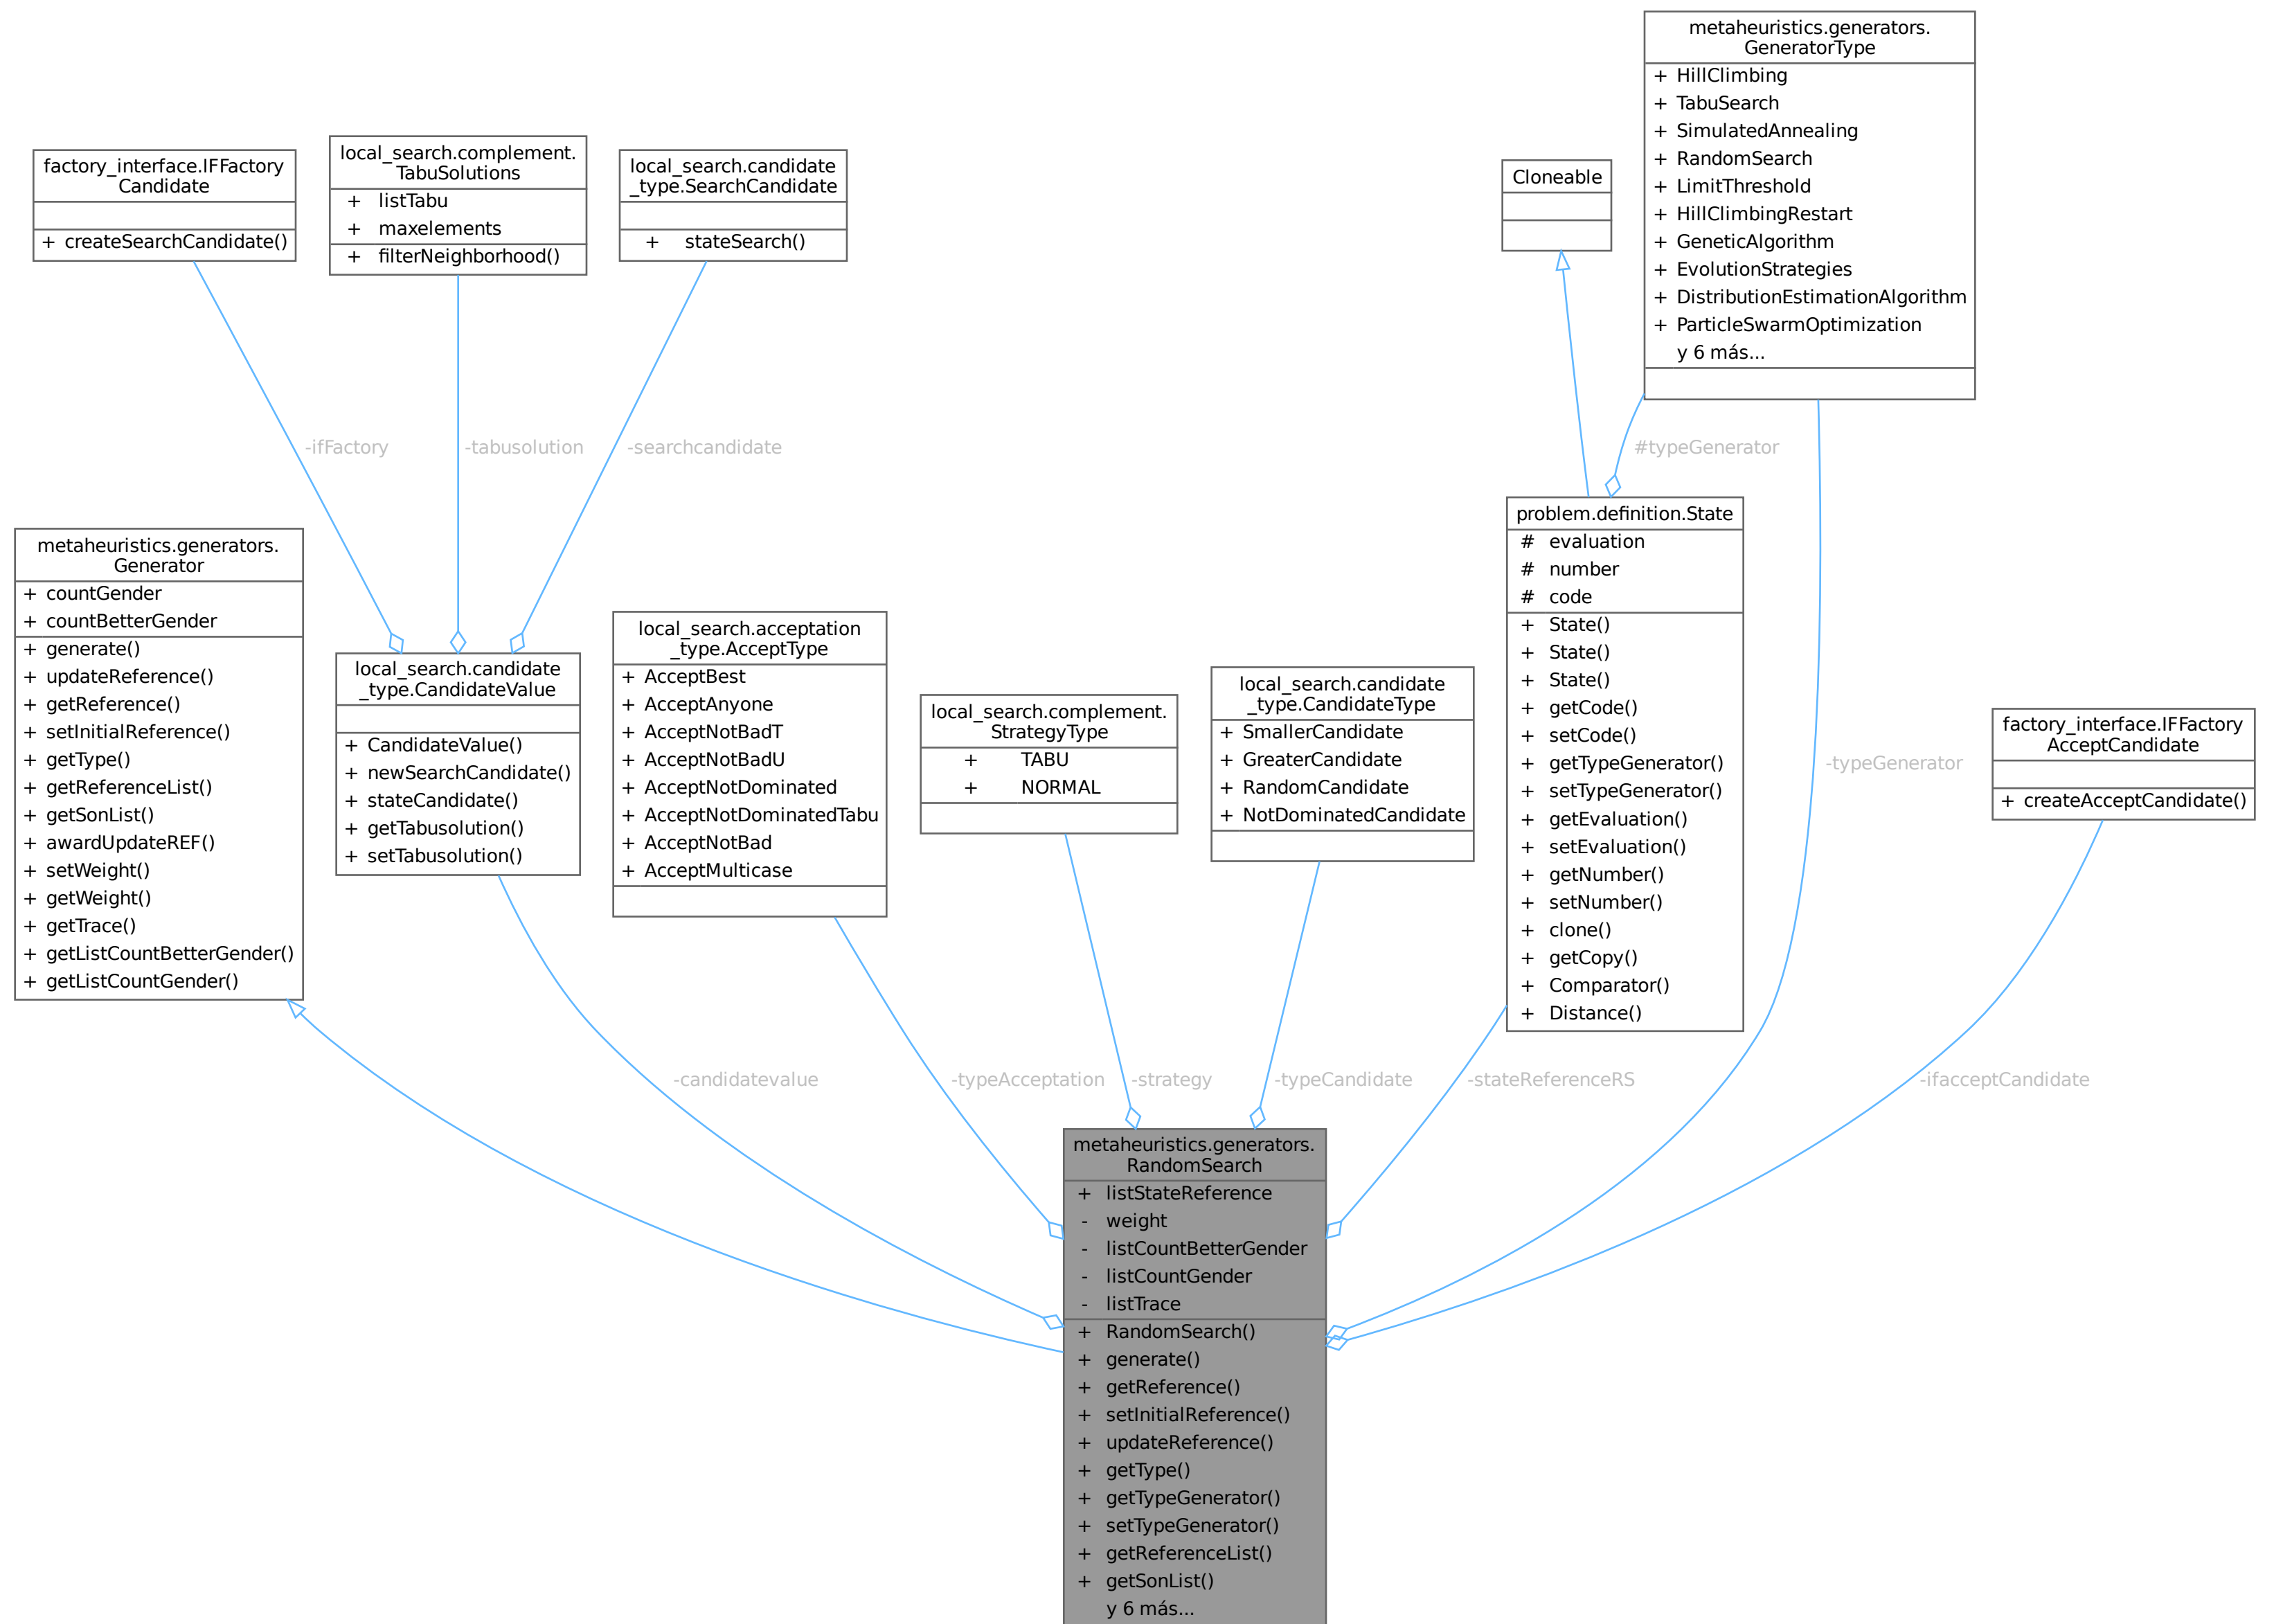 metaheuristics.generators.
GeneratorType
+ HillClimbing
+ TabuSearch
+ SimulatedAnnealing
+ RandomSearch
+ LimitThreshold
+ HillClimbingRestart
+ GeneticAlgorithm
+ EvolutionStrategies
+ DistributionEstimationAlgorithm
+ ParticleSwarmOptimization
y 6 más...
factory_interface.IFFactory
Candidate
+ createSearchCandidate()
local_search.complement.
TabuSolutions
+ listTabu
+ maxelements
+ filterNeighborhood()
local_search.candidate
_type.SearchCandidate
+ stateSearch()
Cloneable
-ifFactory
-tabusolution
-searchcandidate
#typeGenerator
metaheuristics.generators.
Generator
+ countGender
+ countBetterGender
+ generate()
+ updateReference()
+ getReference()
+ setInitialReference()
+ getType()
+ getReferenceList()
+ getSonList()
+ awardUpdateREF()
+ setWeight()
+ getWeight()
+ getTrace()
+ getListCountBetterGender()
+ getListCountGender()
local_search.candidate
_type.CandidateValue
+ CandidateValue()
+ newSearchCandidate()
+ stateCandidate()
+ getTabusolution()
+ setTabusolution()
local_search.acceptation
_type.AcceptType
+ AcceptBest
+ AcceptAnyone
+ AcceptNotBadT
+ AcceptNotBadU
+ AcceptNotDominated
+ AcceptNotDominatedTabu
+ AcceptNotBad
+ AcceptMulticase
local_search.complement.
StrategyType
+ TABU
+ NORMAL
local_search.candidate
_type.CandidateType
+ SmallerCandidate
+ GreaterCandidate
+ RandomCandidate
+ NotDominatedCandidate
problem.definition.State
# evaluation
# number
# code
+ State()
+ State()
+ State()
+ getCode()
+ setCode()
+ getTypeGenerator()
+ setTypeGenerator()
+ getEvaluation()
+ setEvaluation()
+ getNumber()
+ setNumber()
+ clone()
+ getCopy()
+ Comparator()
+ Distance()
-typeGenerator
factory_interface.IFFactory
AcceptCandidate
+ createAcceptCandidate()
-candidatevalue
-typeAcceptation
-strategy
-typeCandidate
-stateReferenceRS
-ifacceptCandidate
metaheuristics.generators.
RandomSearch
+ listStateReference
- weight
- listCountBetterGender
- listCountGender
- listTrace
+ RandomSearch()
+ generate()
+ getReference()
+ setInitialReference()
+ updateReference()
+ getType()
+ getTypeGenerator()
+ setTypeGenerator()
+ getReferenceList()
+ getSonList()
y 6 más...